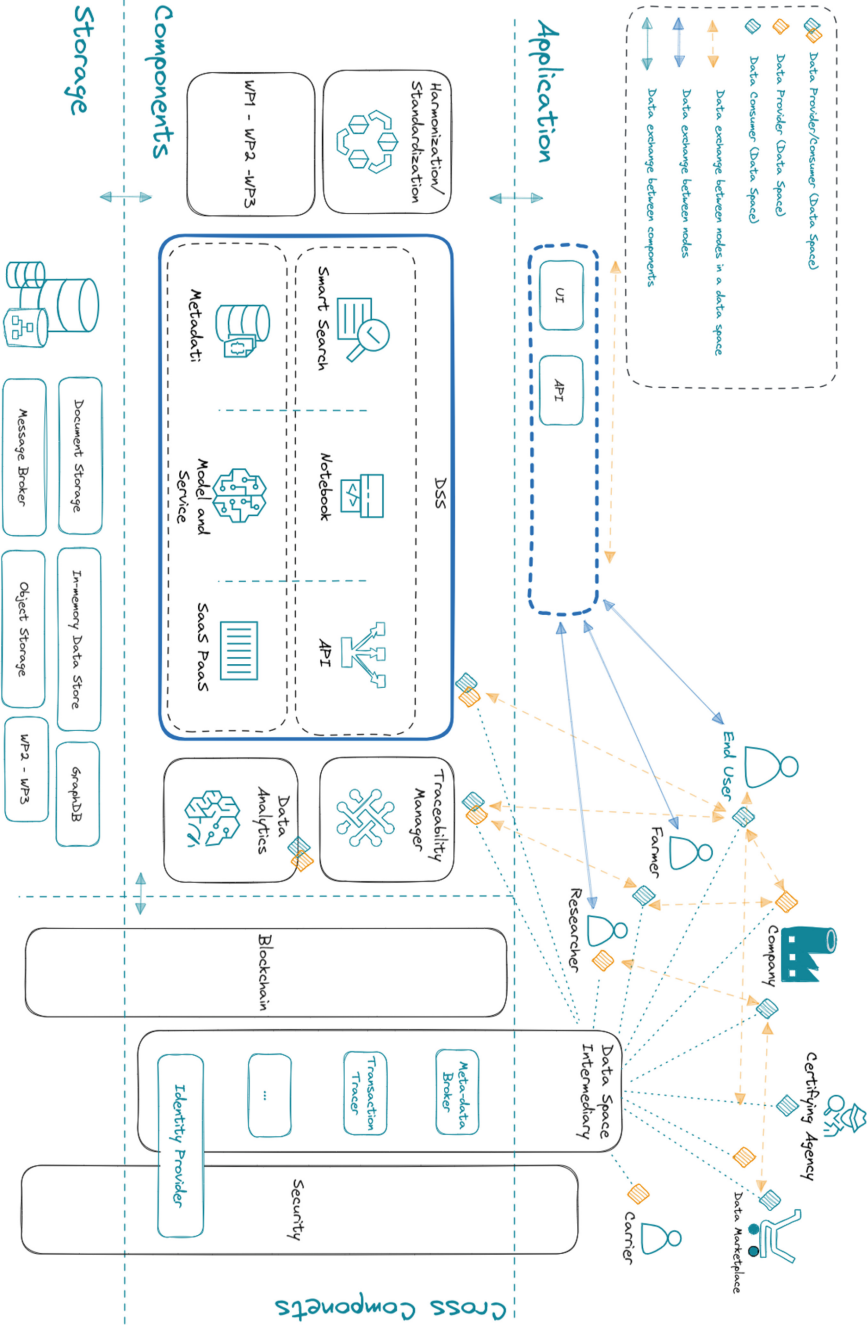 Data Provider/Consumer (Data Space)
Data Provider (Data Space)
Data Consumer (Data Space)
Data exchange between nodes in a data space
Data exchange between nodes
Data exchange between components
End User
Farmer
Researcher
Company
Certifying Agency
Data Marketplace
Carrier
Application
UI
API
Components
Harmonization/
Standardization
WP1 - WP2 -WP3
DSS
Smart Search
Notebook
API
Metadati
Model and
Service
SaaS PaaS
Traceability
Manager
Data
Analytics
Storage
Document Storage
In-memory Data Store
GraphDB
Message Broker
Object Storage
WP2 - WP3
Blockchain
Data Space
Intermediary
Meta-data
Broker
Transaction
Tracer
...
Identity Provider
Security
Cross Componets